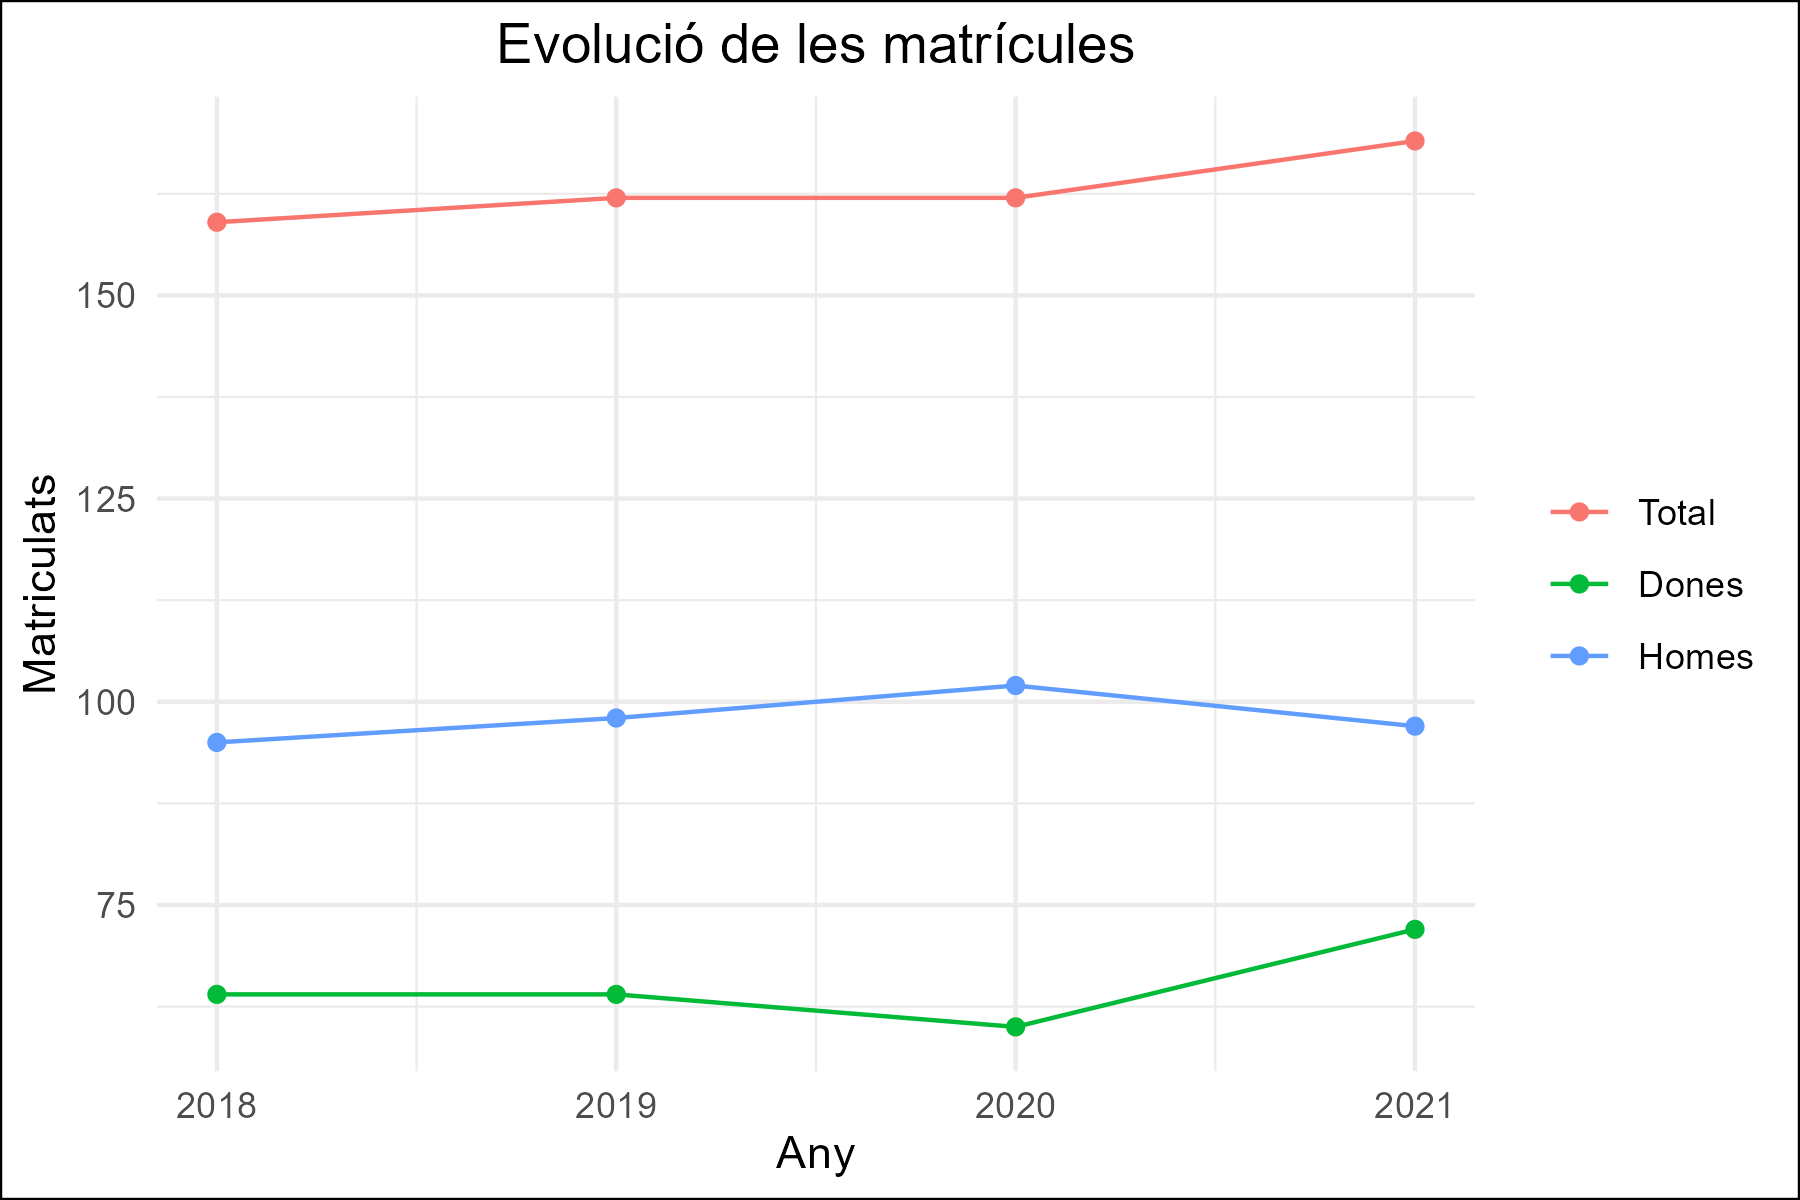 Evolució de les matrícules
Matriculats
150
125
100
75
2018
2019
2020
2021
Any
Total
Dones
Homes